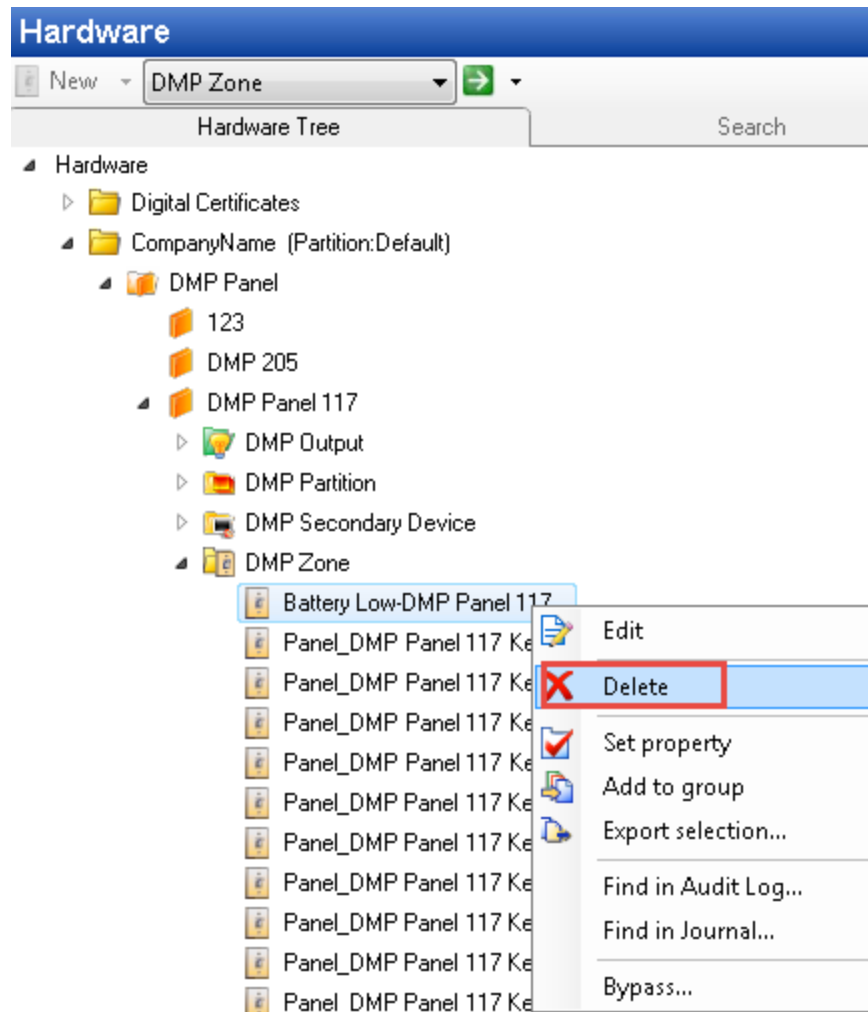 Hardware
New DMP Zone
Hardware Tree Search
Hardware
Digital Certificates
CompanyName (Partition:Default)
DMP Panel
123
DMP 205
DMP Panel 117
DMP Output
DMP Partition
DMP Secondary Device
DMP Zone
Battery Low-DMP Panel 117
Panel_DMP Panel 117 Ke
Panel_DMP Panel 117 Ke
Panel_DMP Panel 117 Ke
Panel_DMP Panel 117 Ke
Panel_DMP Panel 117 Ke
Panel_DMP Panel 117 Ke
Panel_DMP Panel 117 Ke
Panel_DMP Panel 117 Ke
Panel_DMP Panel 117 Ke
Panel_DMP Panel 117 Ke
Edit
Delete
Set property
Add to group
Export selection...
Find in Audit Log...
Find in Journal...
Bypass...